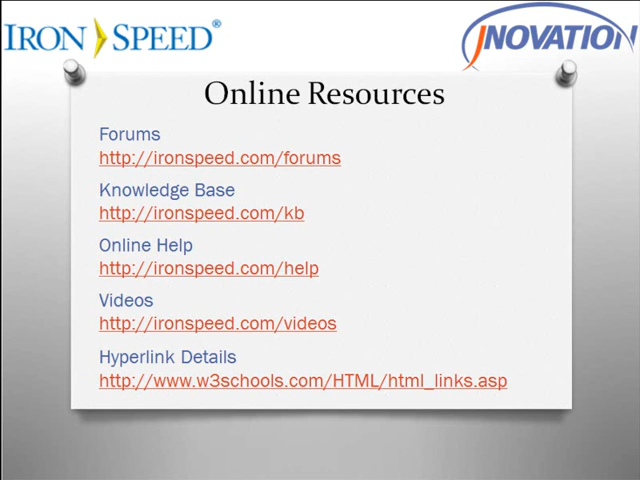 IRON SPEED®
JNOVATION
Online Resources
Forums
http://ironspeed.com/forums
Knowledge Base
http://ironspeed.com/kb
Online Help
http://ironspeed.com/help
Videos
http://ironspeed.com/videos
Hyperlink Details
http://www.w3schools.com/HTML/html_links.asp